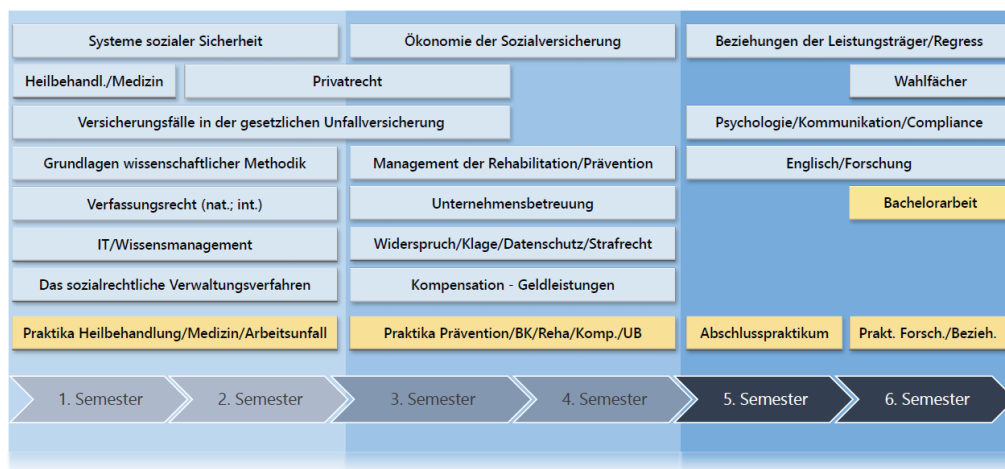 Systeme sozialer Sicherheit
Ökonomie der Sozialversicherung
Beziehungen der Leistungsträger/Regress
Heilbehandl./Medizin
Privatrecht
Wahlfächer
Versicherungsfälle in der gesetzlichen Unfallversicherung
Psychologie/Kommunikation/Compliance
Grundlagen wissenschaftlicher Methodik
Management der Rehabilitation/Prävention
Englisch/Forschung
Verfassungsrecht (nat.; int.)
Unternehmensbetreuung
Bachelorarbeit
IT/Wissensmanagement
Widerspruch/Klage/Datenschutz/Strafrecht
Das sozialrechtliche Verwaltungsverfahren
Kompensation - Geldleistungen
Praktika Heilbehandlung/Medizin/Arbeitsunfall
Praktika Prävention/BK/Reha/Komp./UB
Abschlusspraktikum
Prakt. Forsch./Bezieh.
1. Semester
2. Semester
3. Semester
4. Semester
5. Semester
6. Semester